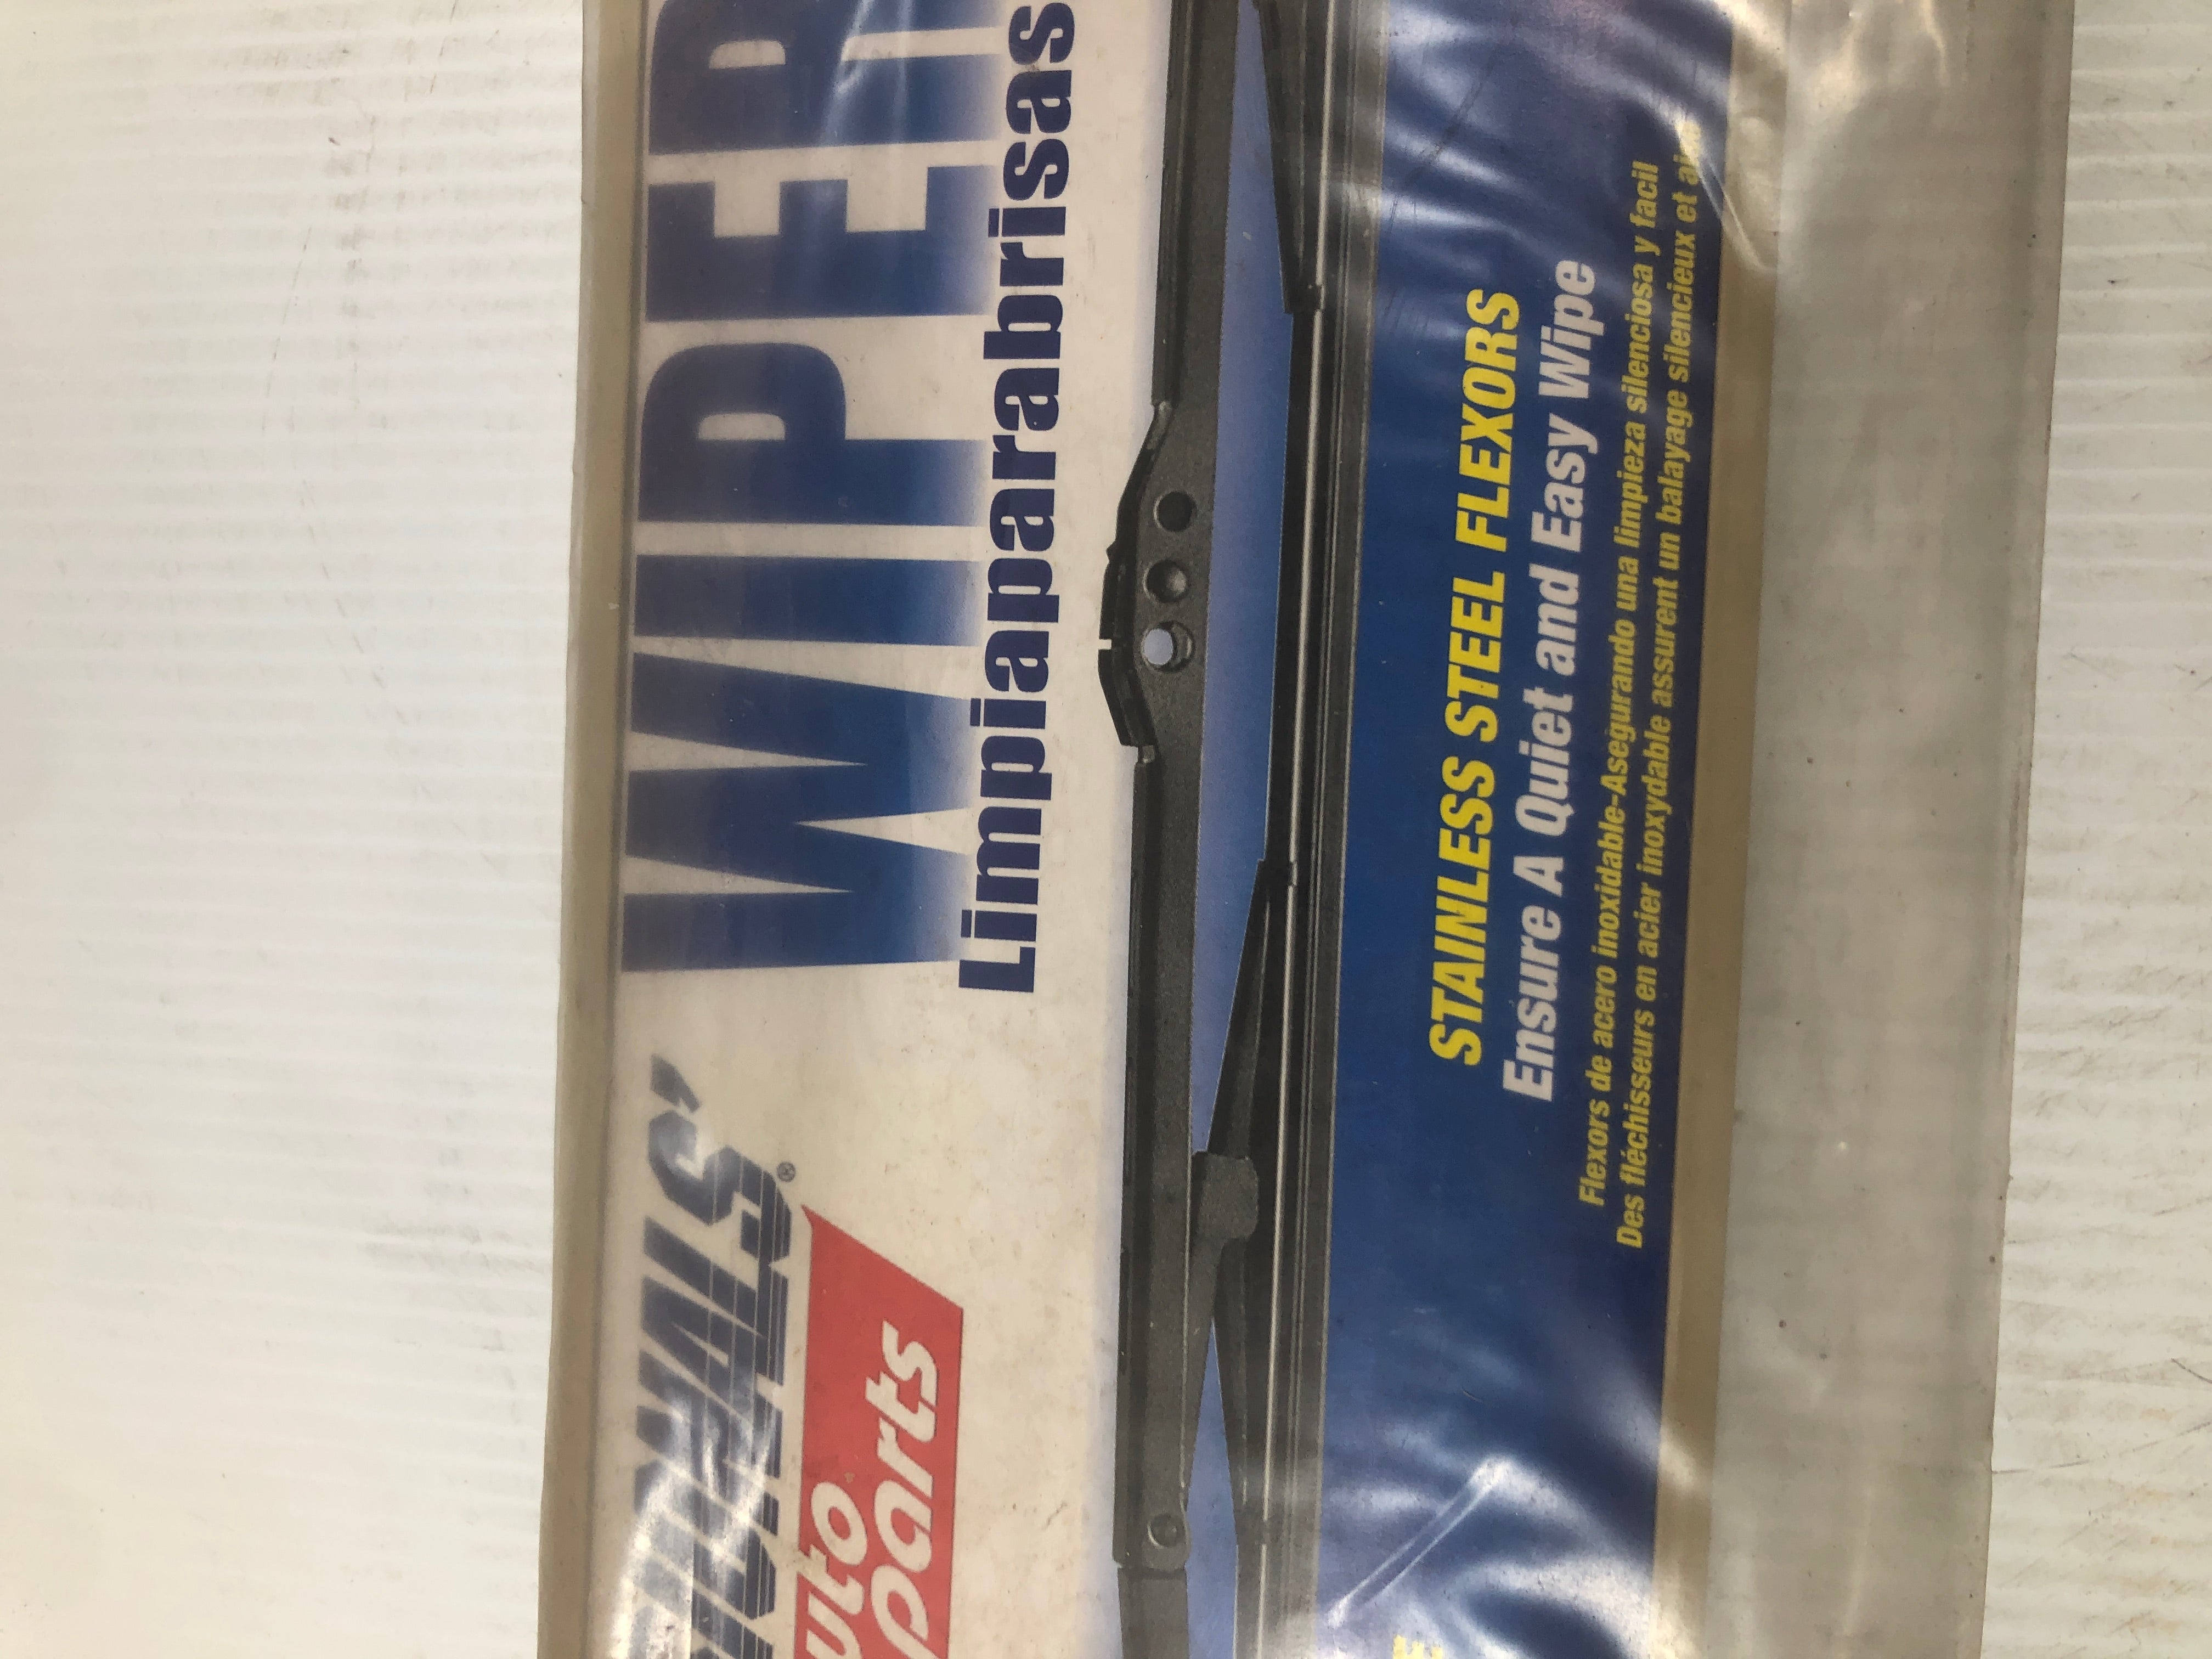 auto
parts
®
WIPER
Limpiaparabrisas
STAINLESS STEEL FLEXORS
Ensure A Quiet and Easy Wipe
Flexors de acero inoxidable-Asegurando una limpieza silenciosa y facil
Des fléchisseurs en acier inoxydable assurent un balayage silencieux et